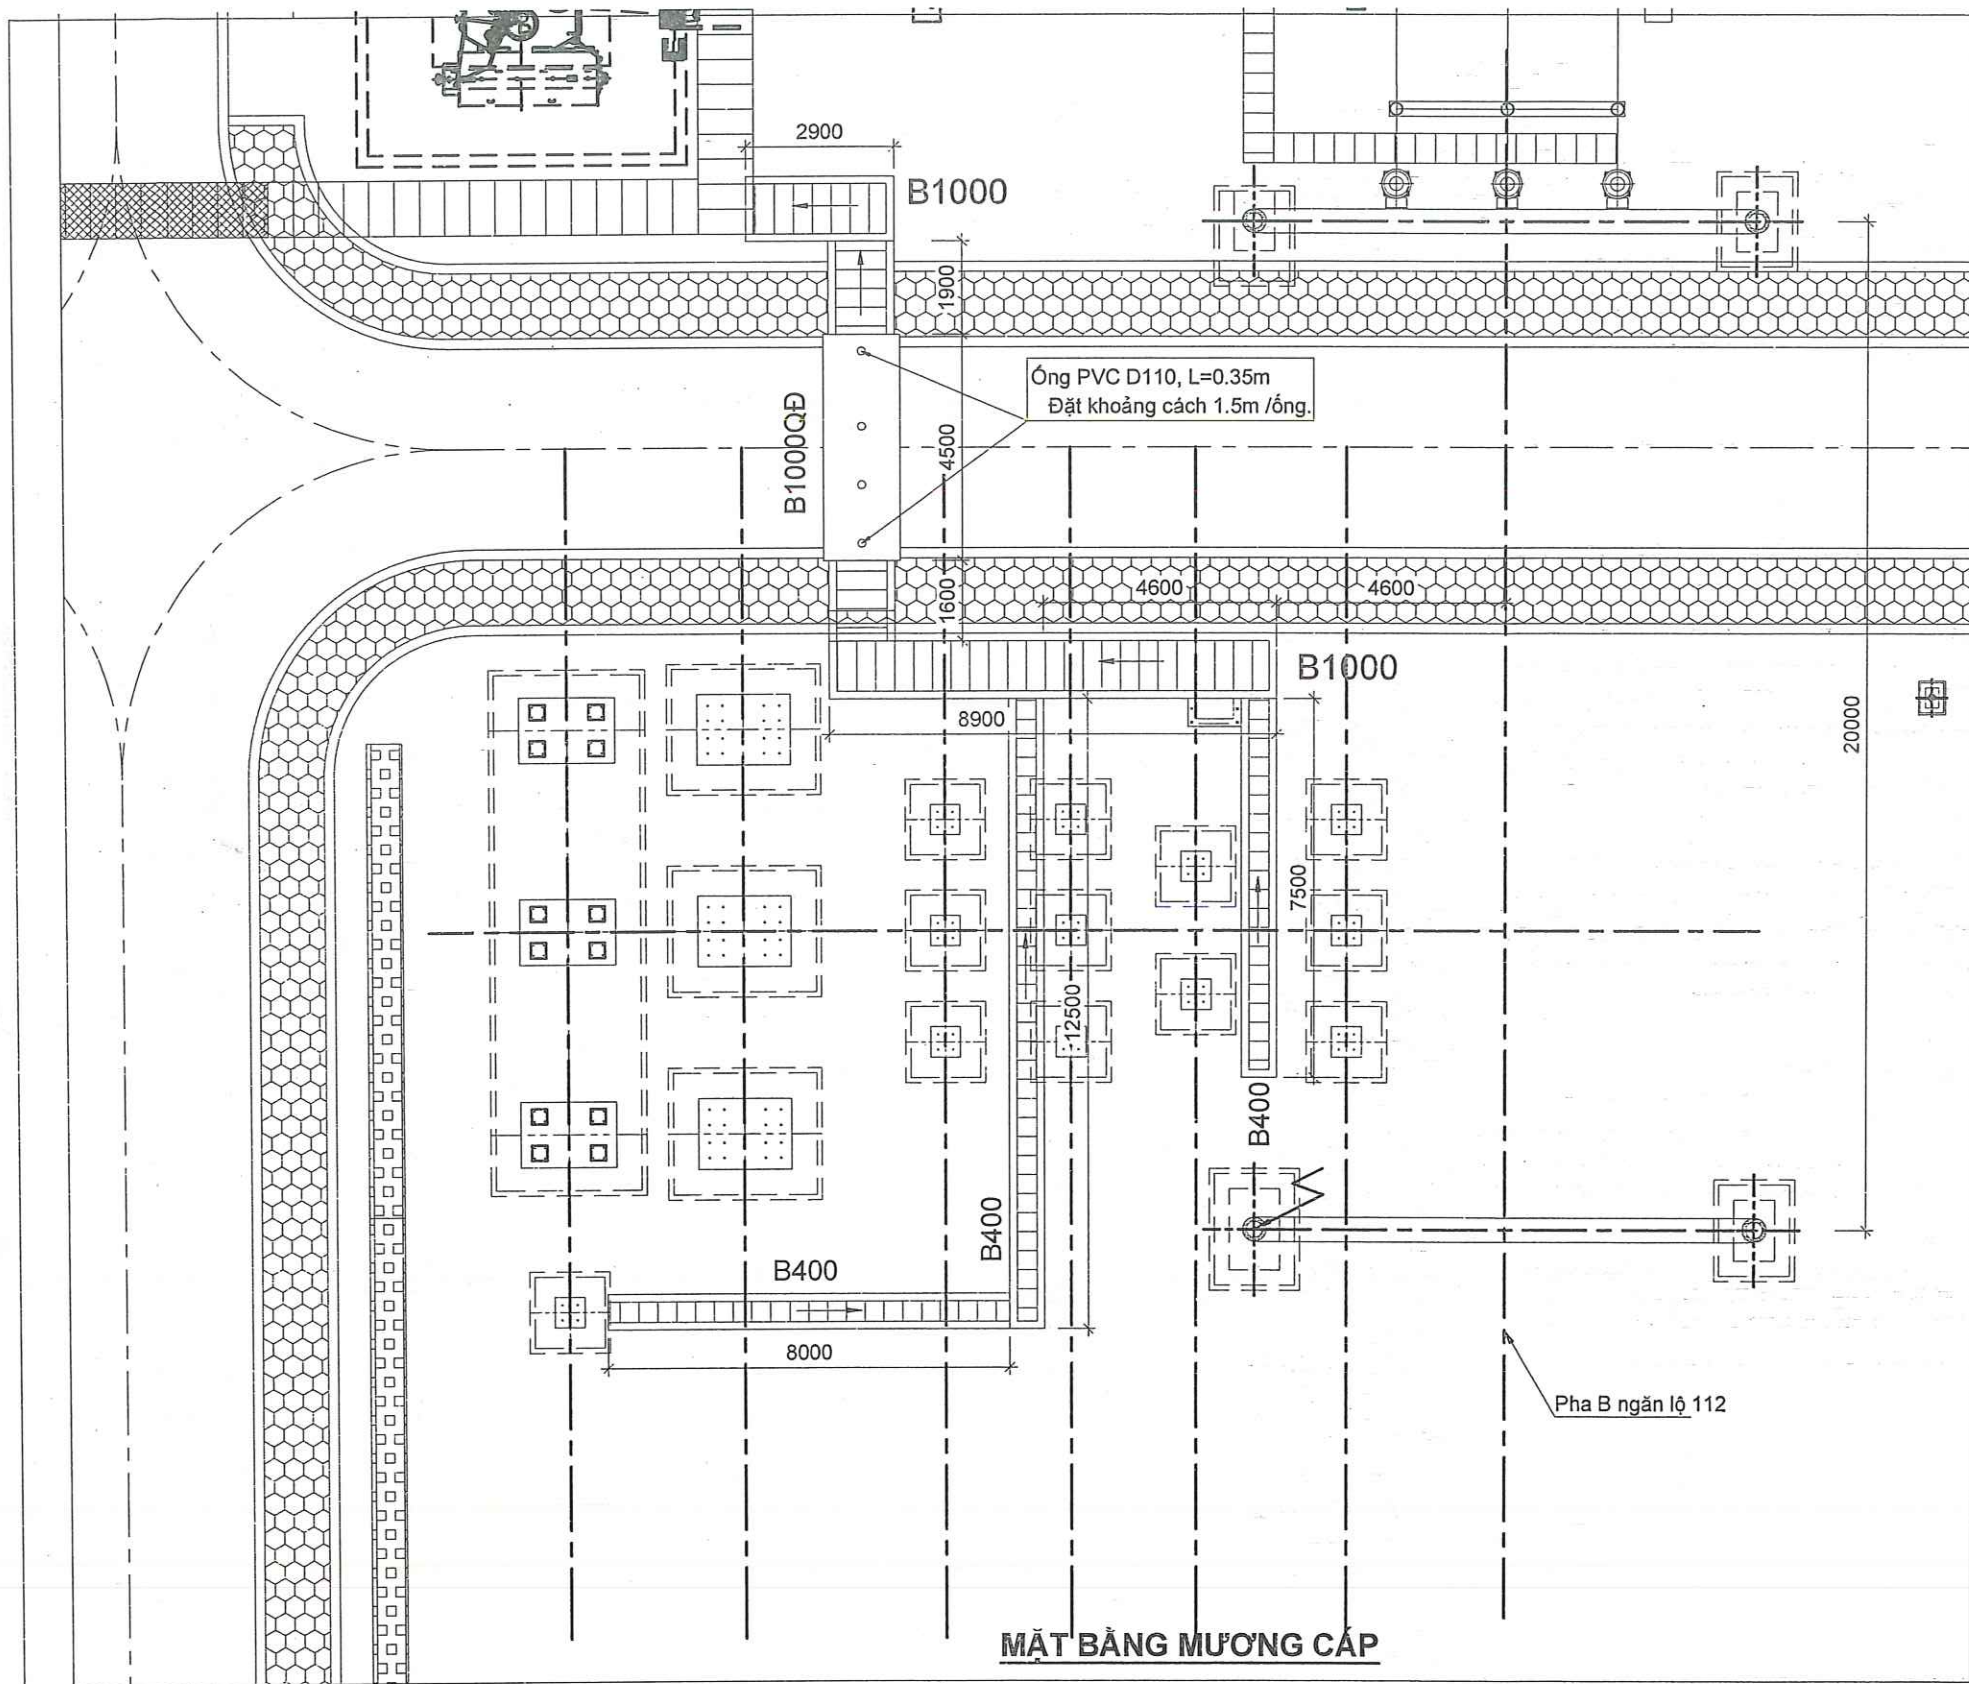 2900
B1000
1900
Ống PVC D110, L=0.35m
Đặt khoảng cách 1.5m /ống.
B1000QĐ
4500
1600
4600
4600
B1000
8900
20000
7500
12500
B400
B400
B400
8000
Pha B ngăn lộ 112
MẶT BẰNG MƯƠNG CÁP